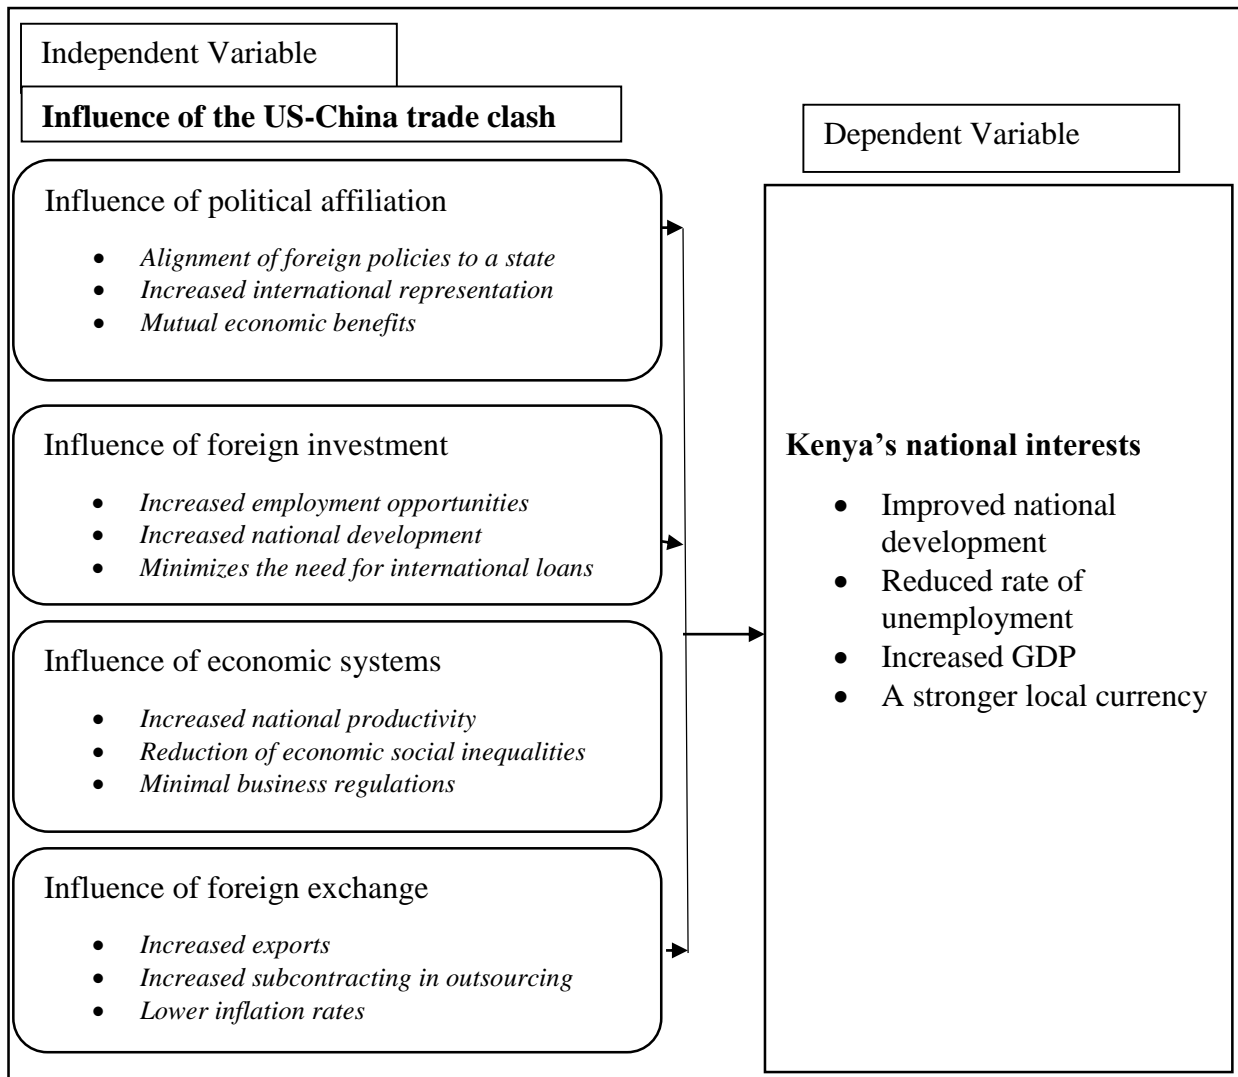 Independent Variable
Influence of the US-China trade clash
Influence of political affiliation
• Alignment of foreign policies to a state
• Increased international representation
• Mutual economic benefits
Influence of foreign investment
• Increased employment opportunities
• Increased national development
• Minimizes the need for international loans
Influence of economic systems
• Increased national productivity
• Reduction of economic social inequalities
• Minimal business regulations
Influence of foreign exchange
• Increased exports
• Increased subcontracting in outsourcing
• Lower inflation rates
Dependent Variable
Kenya’s national interests
• Improved national
development
• Reduced rate of
unemployment
• Increased GDP
• A stronger local currency